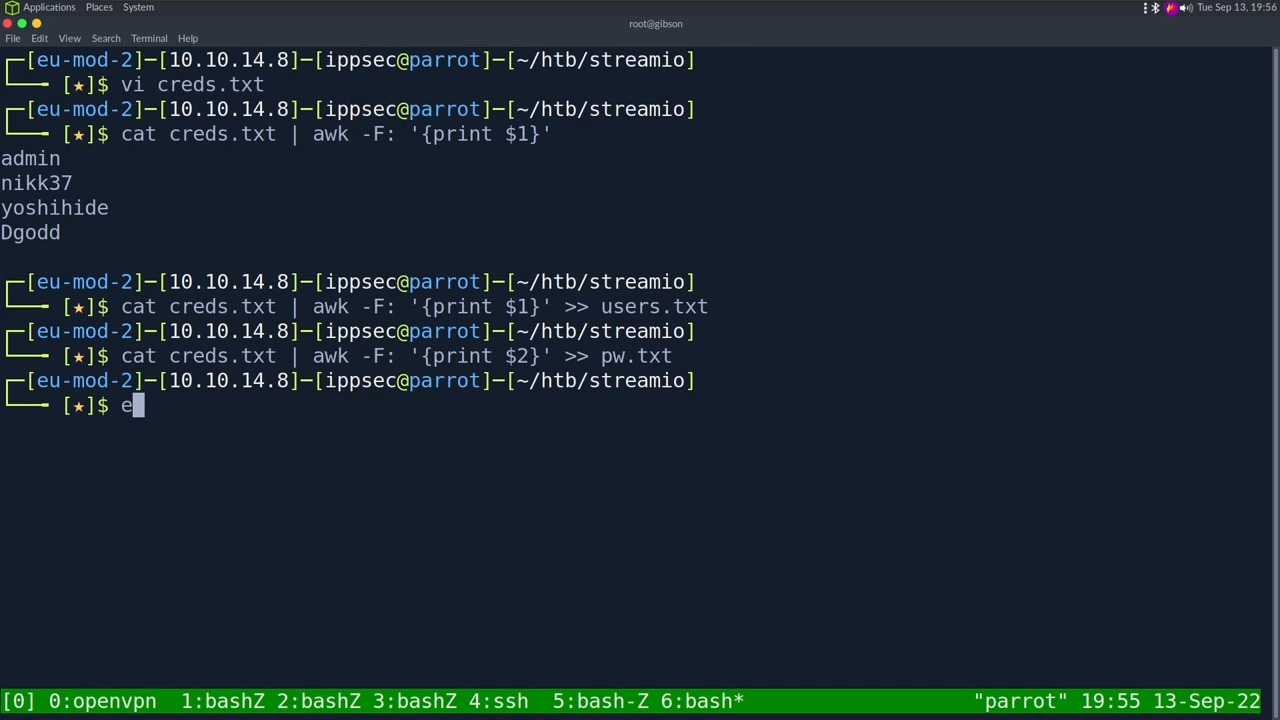 Applications Places System Tue Sep 13, 19:56
root@gibson
File Edit View Search Terminal Help
┌─[eu-mod-2]─[10.10.14.8]─[ippsec@parrot]─[~/htb/streamio]
└──╼ [★]$ vi creds.txt
┌─[eu-mod-2]─[10.10.14.8]─[ippsec@parrot]─[~/htb/streamio]
└──╼ [★]$ cat creds.txt | awk -F: '{print $1}'
admin
nikk37
yoshihide
Dgodd
┌─[eu-mod-2]─[10.10.14.8]─[ippsec@parrot]─[~/htb/streamio]
└──╼ [★]$ cat creds.txt | awk -F: '{print $1}' >> users.txt
┌─[eu-mod-2]─[10.10.14.8]─[ippsec@parrot]─[~/htb/streamio]
└──╼ [★]$ cat creds.txt | awk -F: '{print $2}' >> pw.txt
┌─[eu-mod-2]─[10.10.14.8]─[ippsec@parrot]─[~/htb/streamio]
└──╼ [★]$ e
[0] 0:openvpn 1:bashZ 2:bashZ 3:bashZ 4:ssh 5:bash-Z 6:bash* "parrot" 19:55 13-Sep-22